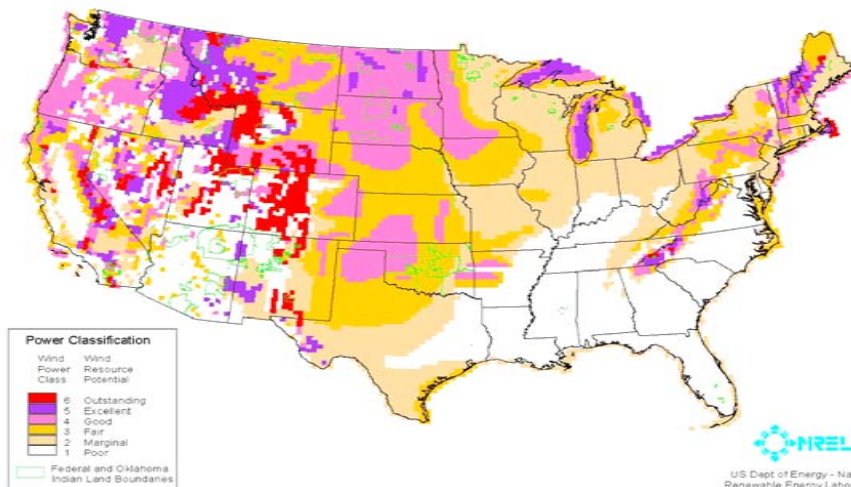 Power Classification
Wind Wind
Power Resource
Class Potential
6 Outstanding
5 Excellent
4 Good
3 Fair
2 Marginal
1 Poor
Federal and Oklahoma
Indian Land Boundaries
NREL
US Dept of Energy - Na
Renewable Energy Labo